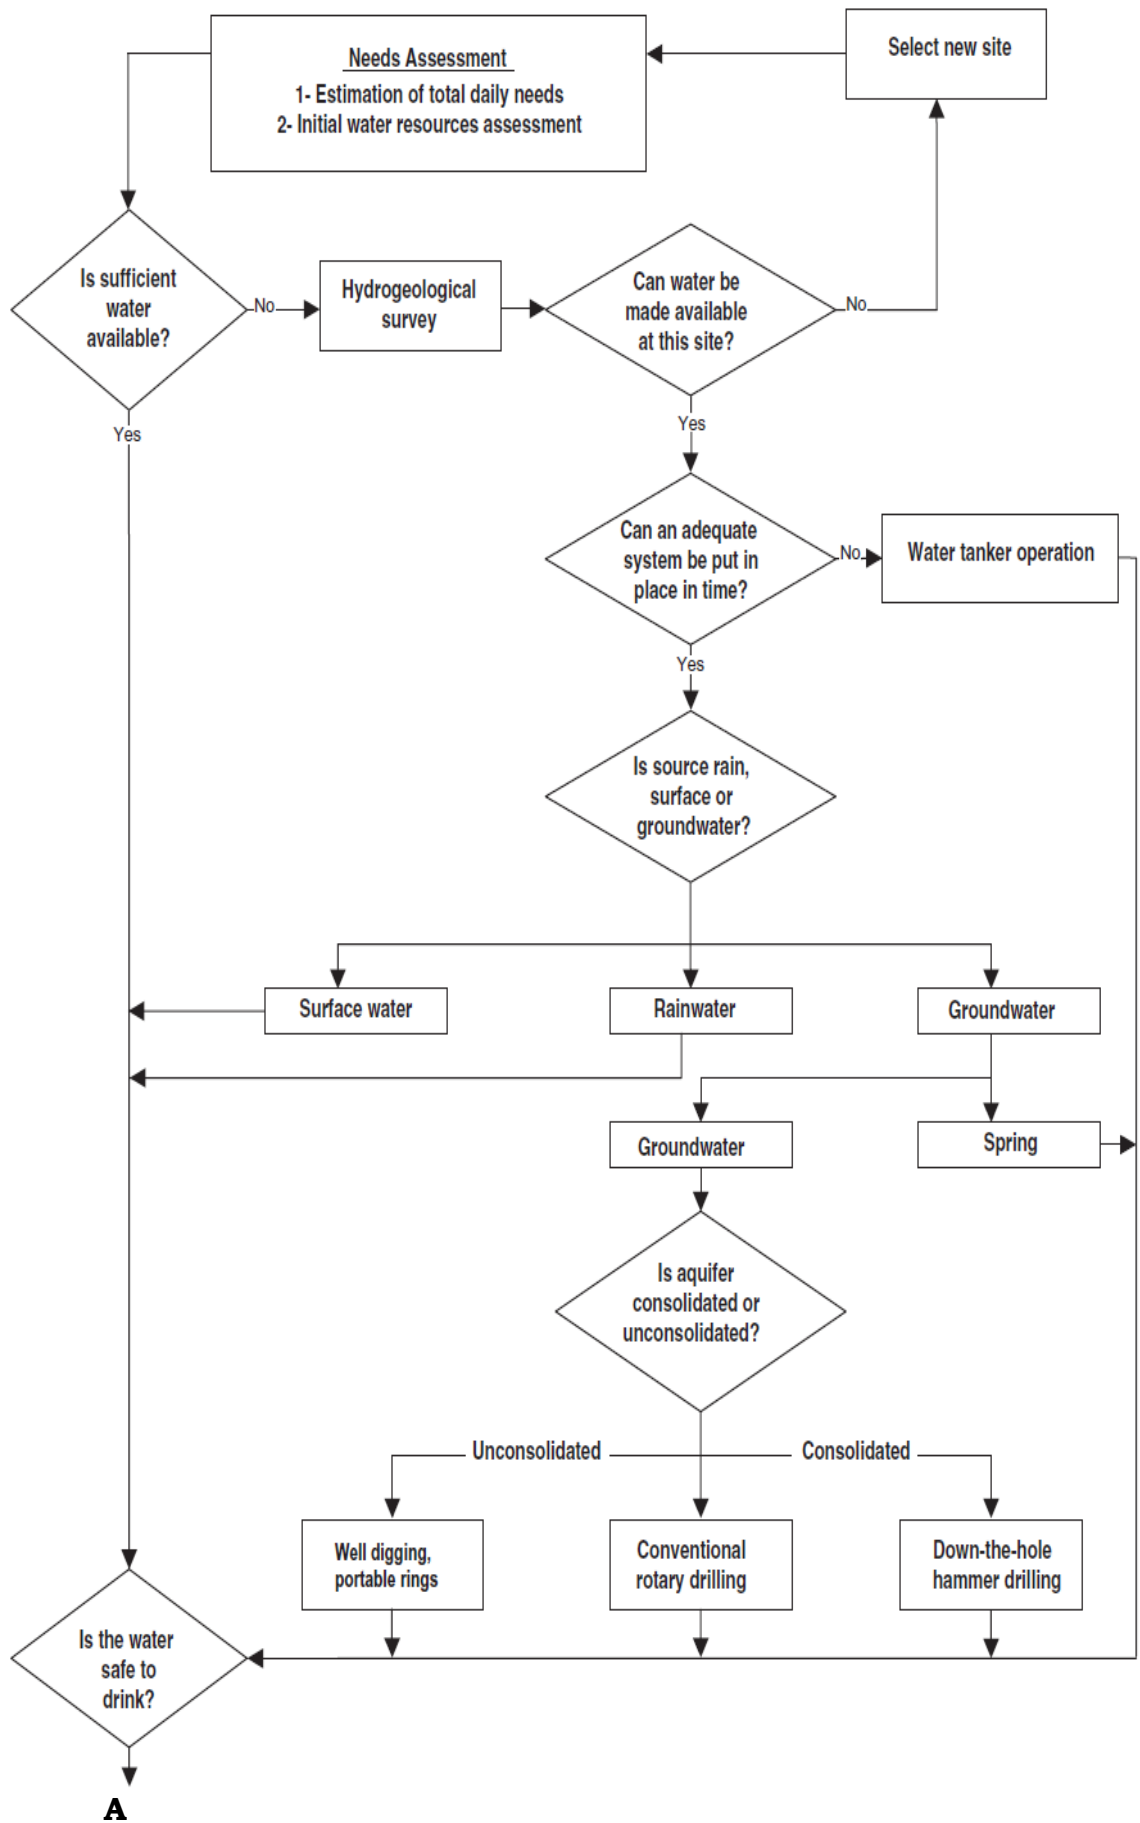 Needs Assessment
1- Estimation of total daily needs
2- Initial water resources assessment
Select new site
Is sufficient
water
available?
No
Hydrogeological
survey
Can water be
made available
at this site?
No
Yes
Yes
Can an adequate
system be put in
place in time?
No
Water tanker operation
Yes
Is source rain,
surface or
groundwater?
Surface water
Rainwater
Groundwater
Groundwater
Spring
Is aquifer
consolidated or
unconsolidated?
Unconsolidated
Consolidated
Well digging,
portable rings
Conventional
rotary drilling
Down-the-hole
hammer drilling
Is the water
safe to
drink?
A